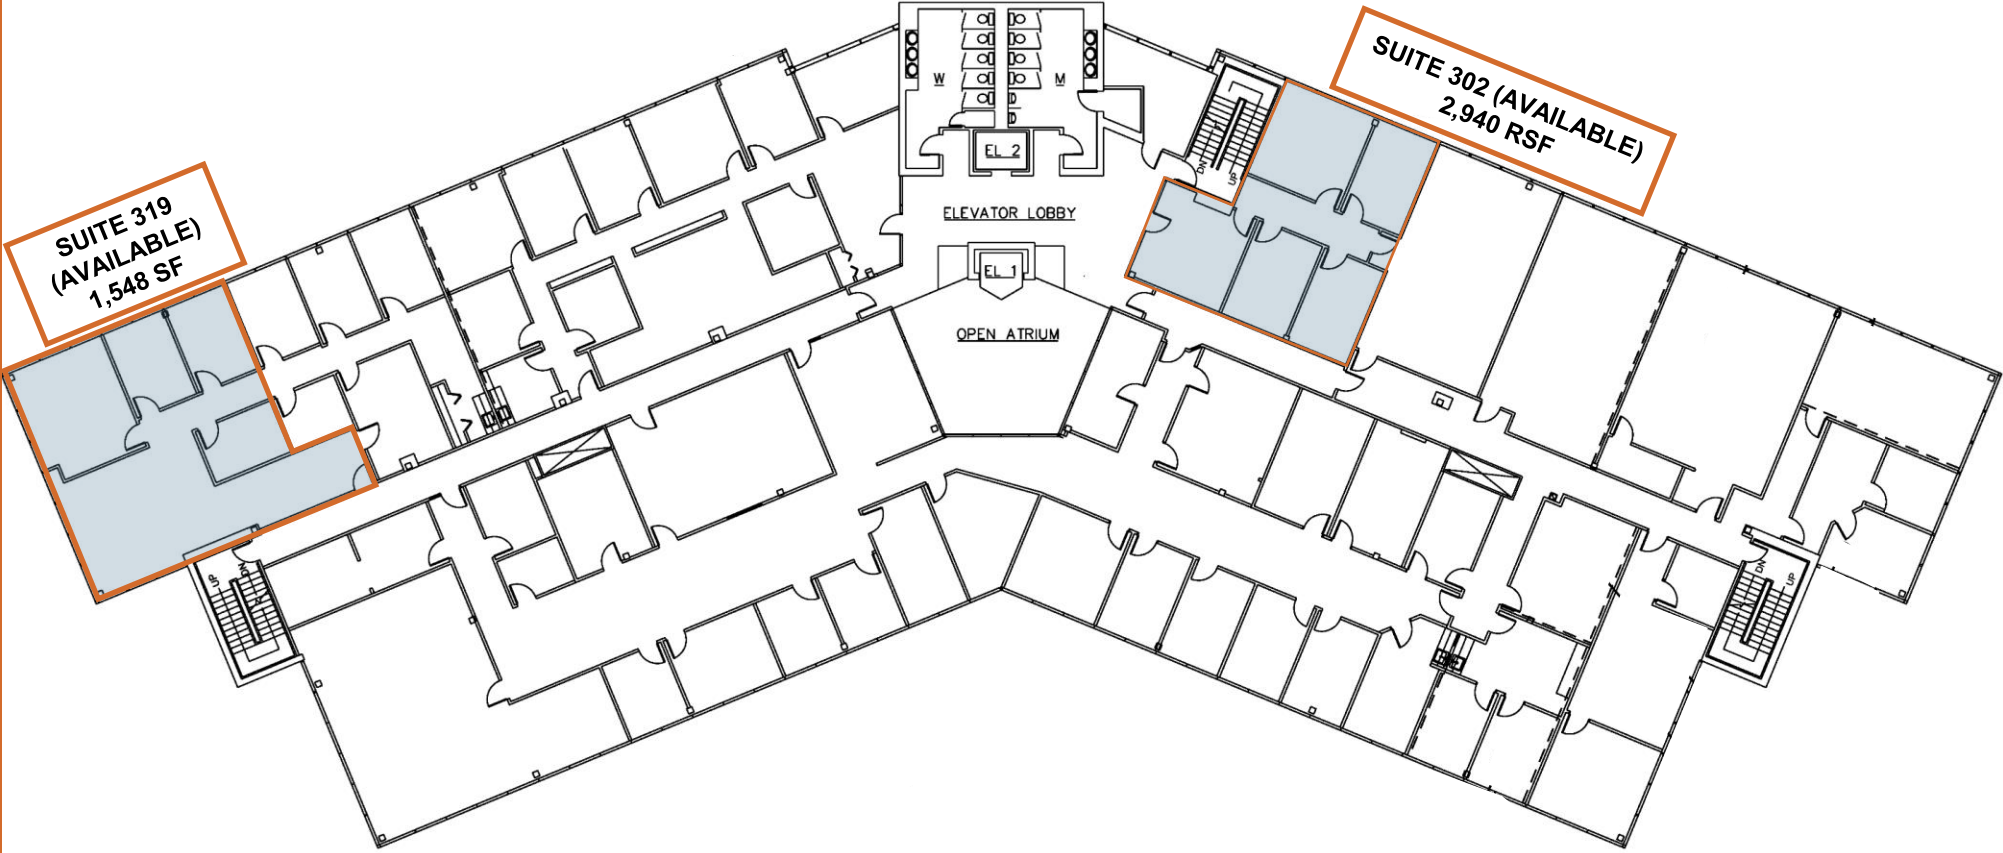 SUITE 302 (AVAILABLE)
2,940 RSF
W
M
EL 2
DN
UP
SUITE 319
(AVAILABLE)
1,548 SF
ELEVATOR LOBBY
EL 1
OPEN ATRIUM
UP
DN
DN
UP